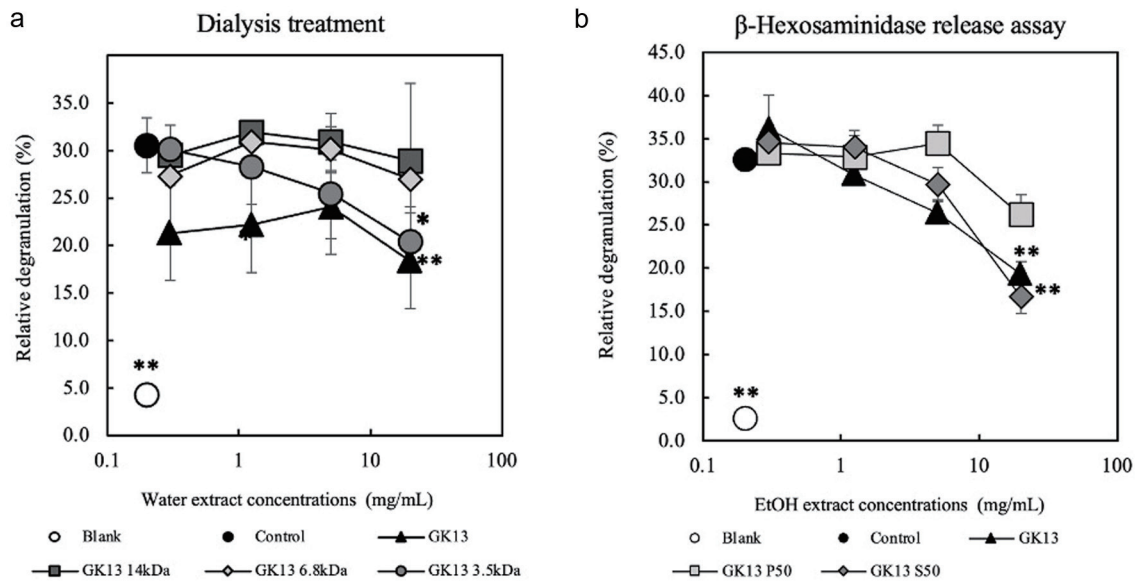 a
Dialysis treatment
Relative degranulation (%)
35.0
30.0
25.0
20.0
15.0
10.0
5.0
0.0
**
*
*
**
0.1
1
10
100
Water extract concentrations (mg/mL)
Blank
Control
GK13
GK13 14kDa
GK13 6.8kDa
GK13 3.5kDa
b
β-Hexosaminidase release assay
Relative degranulation (%)
45.0
40.0
35.0
30.0
25.0
20.0
15.0
10.0
5.0
0.0
**
**
**
0.1
1
10
100
EtOH extract concentrations (mg/mL)
Blank
Control
GK13
GK13 P50
GK13 S50